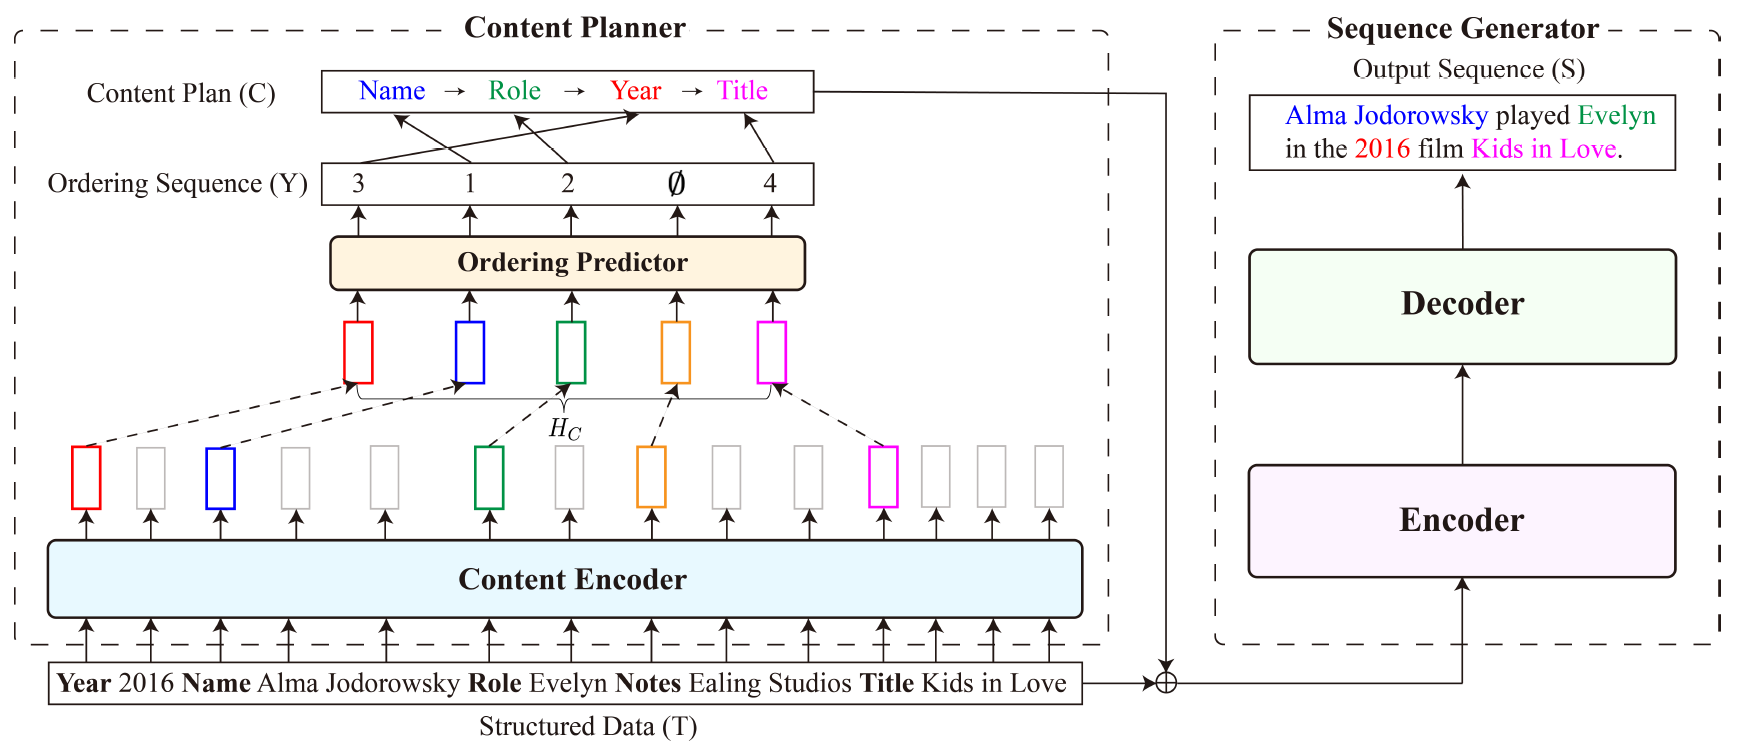 Content Planner
Content Plan (C)
Name → Role → Year → Title
Ordering Sequence (Y)
3 1 2 ∅ 4
Ordering Predictor
H_C
Content Encoder
Year 2016 Name Alma Jodorowsky Role Evelyn Notes Ealing Studios Title Kids in Love
Structured Data (T)
⊕
Sequence Generator
Output Sequence (S)
Alma Jodorowsky played Evelyn
in the 2016 film Kids in Love.
Decoder
Encoder